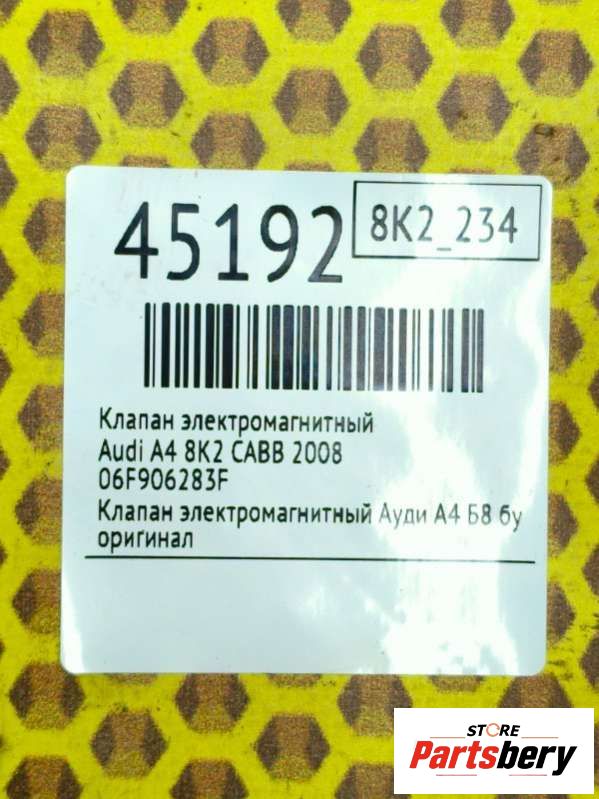 45192
8K2_234
Клапан электромагнитный
Audi A4 8K2 CABB 2008
06F906283F
Клапан электромагнитный Ауди А4 Б8 бу
оригинал
STORE
Partsbery